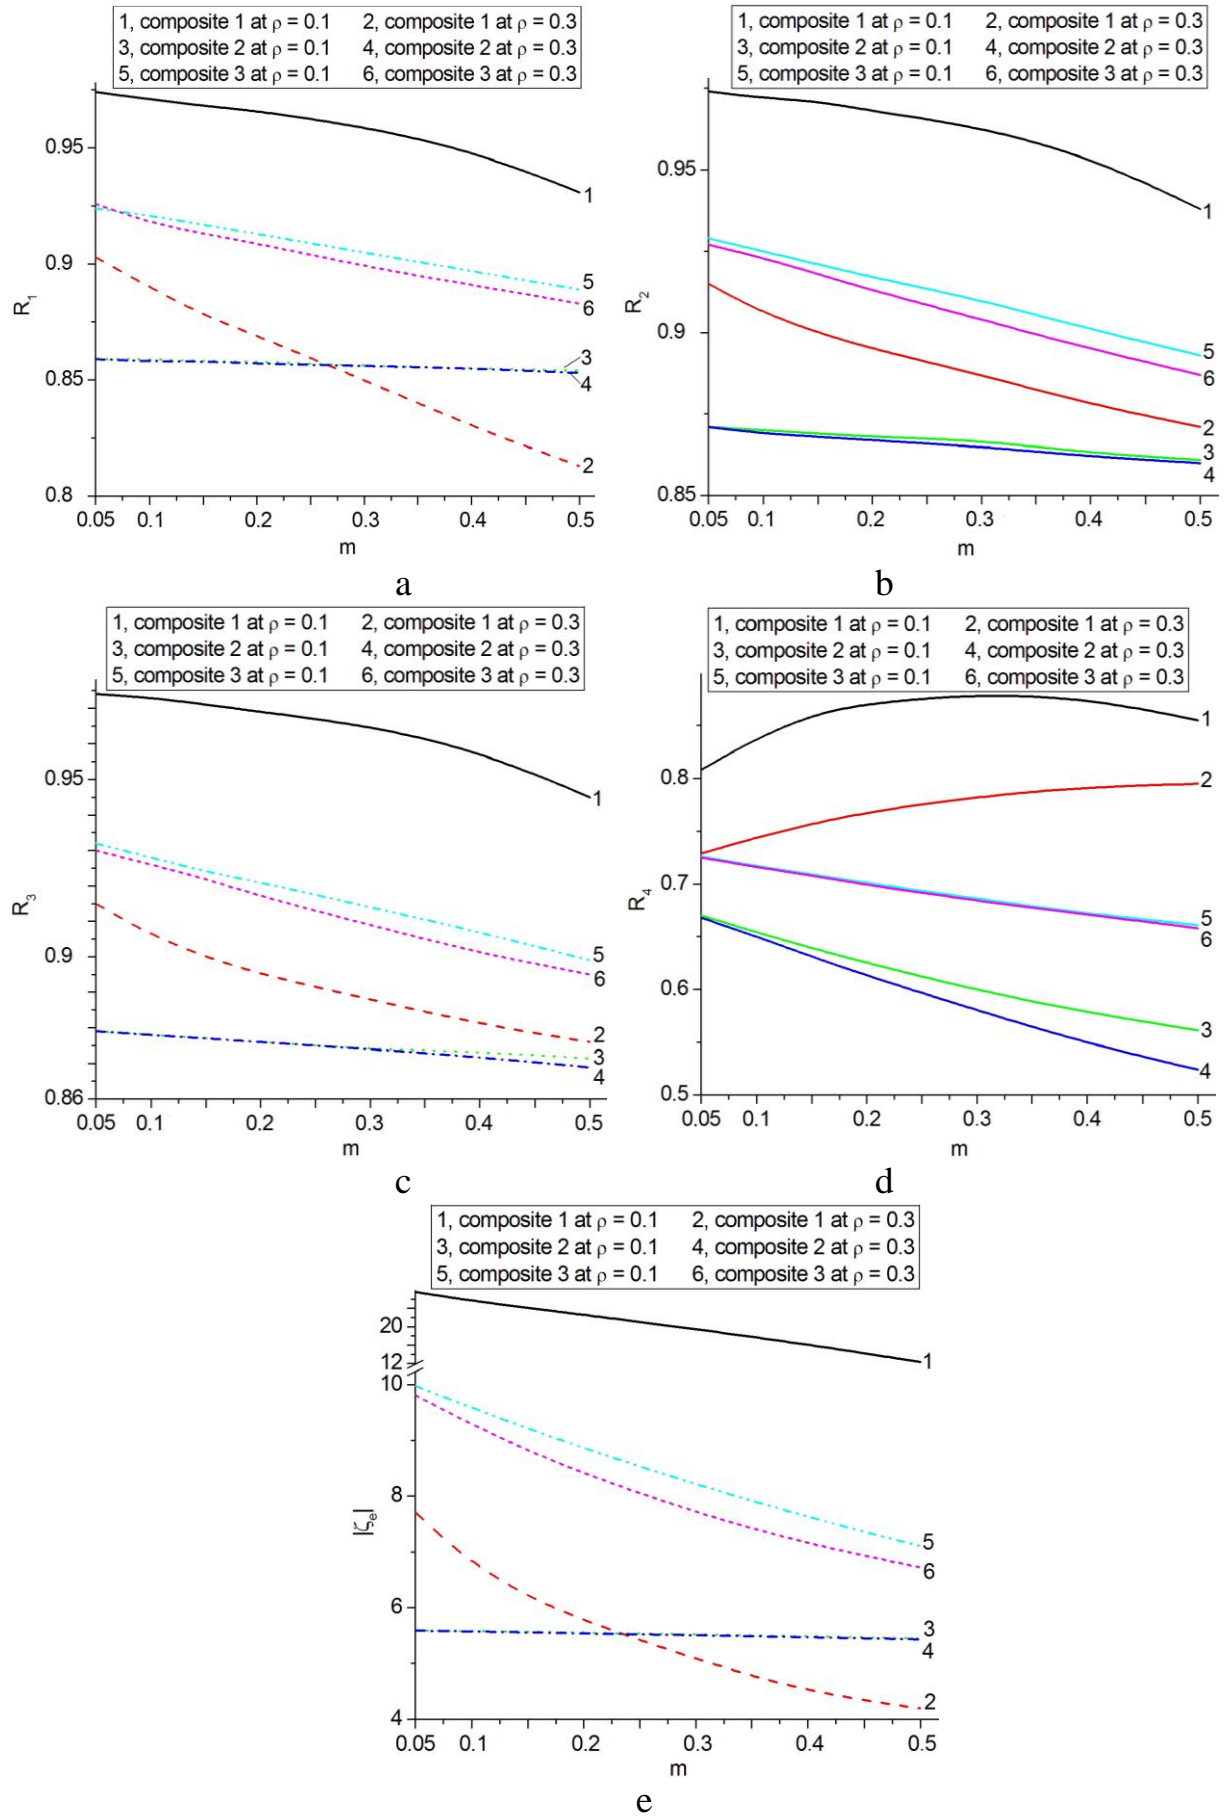 1, composite 1 at ρ = 0.1 2, composite 1 at ρ = 0.3
3, composite 2 at ρ = 0.1 4, composite 2 at ρ = 0.3
5, composite 3 at ρ = 0.1 6, composite 3 at ρ = 0.3
0.95
0.9
0.85
0.8
R₁
1
5
6
3
4
2
0.05 0.1 0.2 0.3 0.4 0.5
m
a
1, composite 1 at ρ = 0.1 2, composite 1 at ρ = 0.3
3, composite 2 at ρ = 0.1 4, composite 2 at ρ = 0.3
5, composite 3 at ρ = 0.1 6, composite 3 at ρ = 0.3
0.95
0.9
0.85
R₂
1
5
6
2
3
4
0.05 0.1 0.2 0.3 0.4 0.5
m
b
1, composite 1 at ρ = 0.1 2, composite 1 at ρ = 0.3
3, composite 2 at ρ = 0.1 4, composite 2 at ρ = 0.3
5, composite 3 at ρ = 0.1 6, composite 3 at ρ = 0.3
0.95
0.9
0.86
R₃
1
5
6
2
3
4
0.05 0.1 0.2 0.3 0.4 0.5
m
c
1, composite 1 at ρ = 0.1 2, composite 1 at ρ = 0.3
3, composite 2 at ρ = 0.1 4, composite 2 at ρ = 0.3
5, composite 3 at ρ = 0.1 6, composite 3 at ρ = 0.3
0.8
0.7
0.6
0.5
R₄
1
2
5
6
3
4
0.05 0.1 0.2 0.3 0.4 0.5
m
d
1, composite 1 at ρ = 0.1 2, composite 1 at ρ = 0.3
3, composite 2 at ρ = 0.1 4, composite 2 at ρ = 0.3
5, composite 3 at ρ = 0.1 6, composite 3 at ρ = 0.3
20
12
10
8
6
4
|ζₑ|
1
5
6
3
4
2
0.05 0.1 0.2 0.3 0.4 0.5
m
e